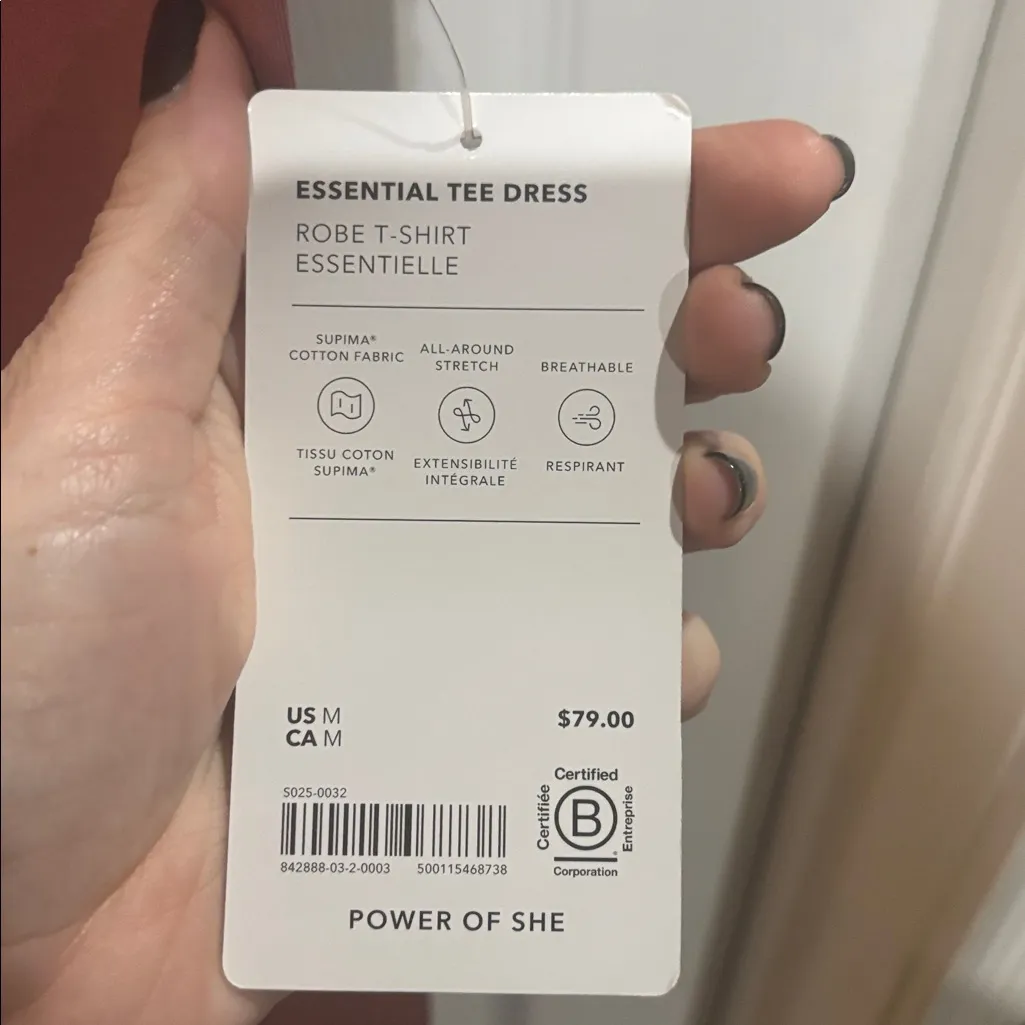 ESSENTIAL TEE DRESS
ROBE T-SHIRT
ESSENTIELLE
SUPIMA®
COTTON FABRIC
ALL-AROUND
STRETCH
BREATHABLE
TISSU COTON
SUPIMA®
EXTENSIBILITÉ
INTÉGRALE
RESPIRANT
US M
CA M
$79.00
S025-0032
842888-03-2-0003 500115468738
Certified
Certifiée
B
Entreprise
®
Corporation
POWER OF SHE